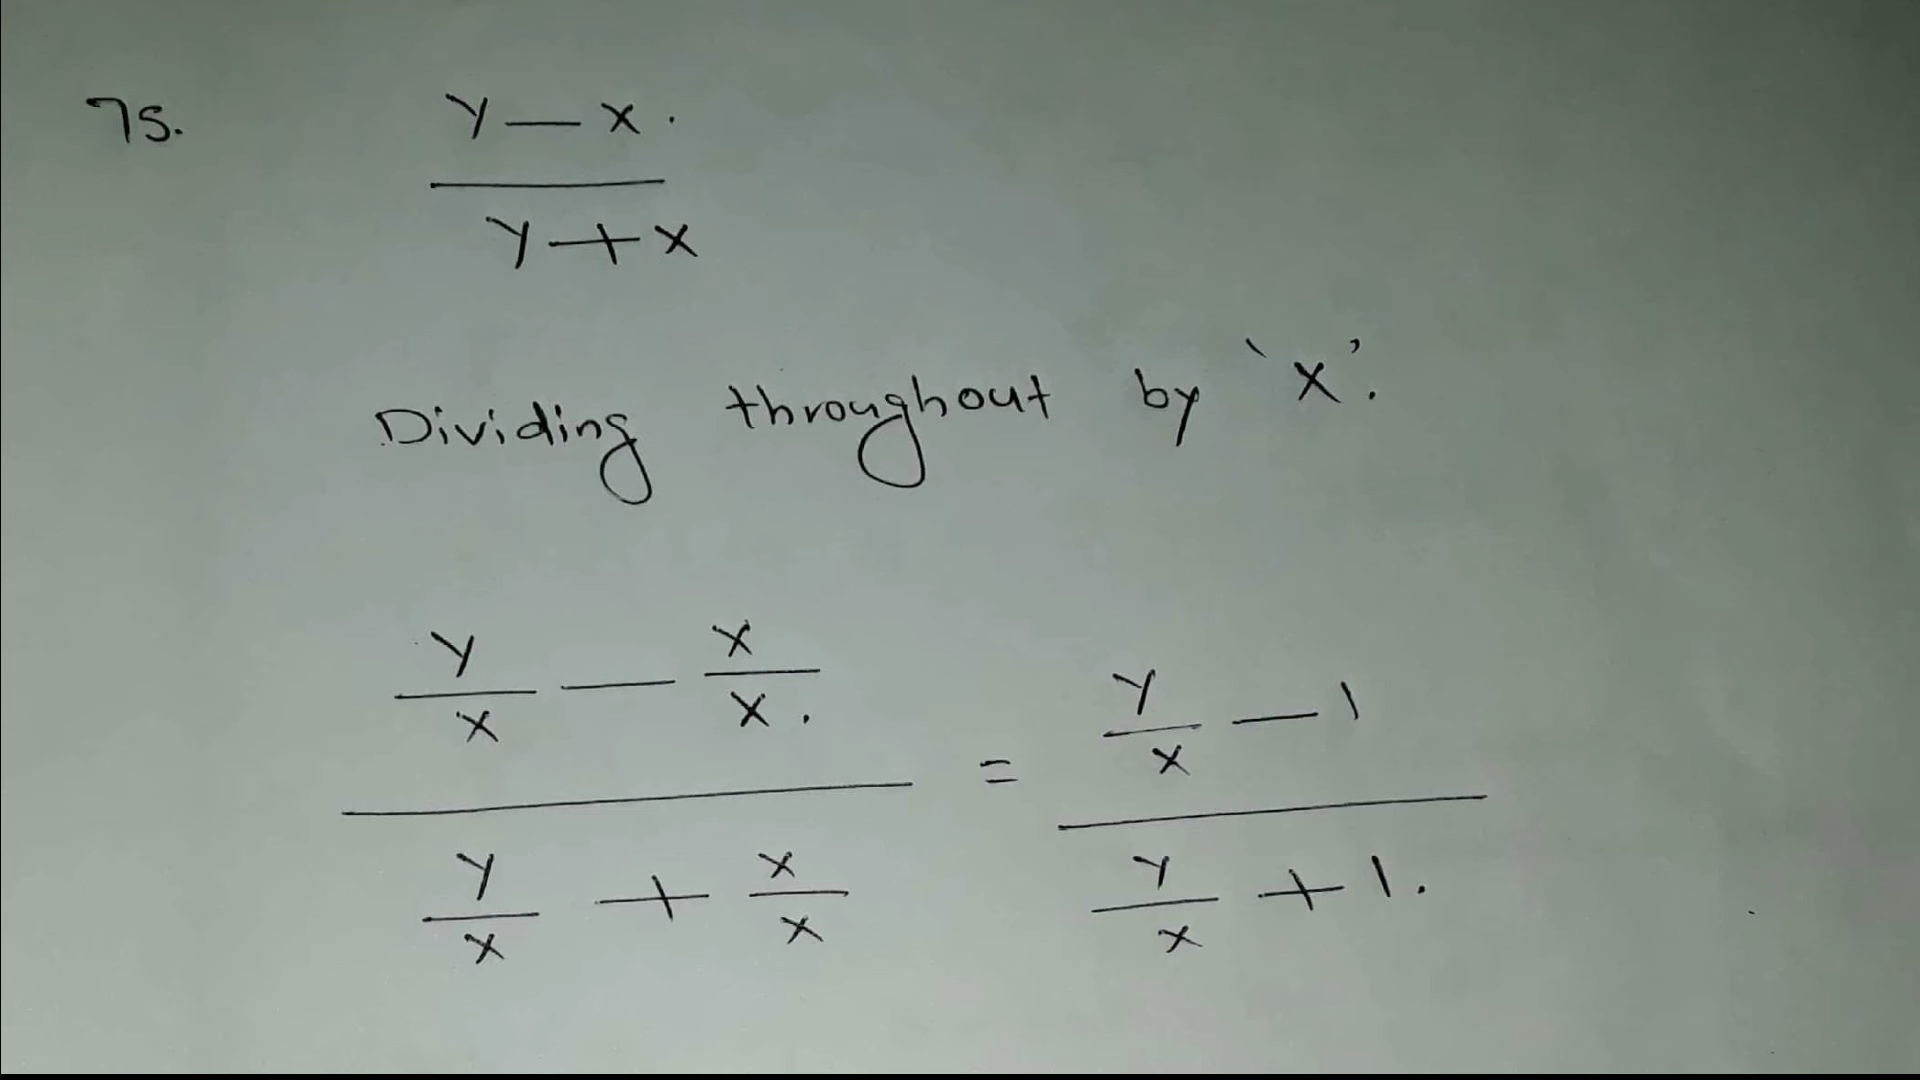 75.
y — x.
y + x
Dividing throughout by ‘x’.
y/x — x/x. = y/x — 1
y/x + x/x y/x + 1.